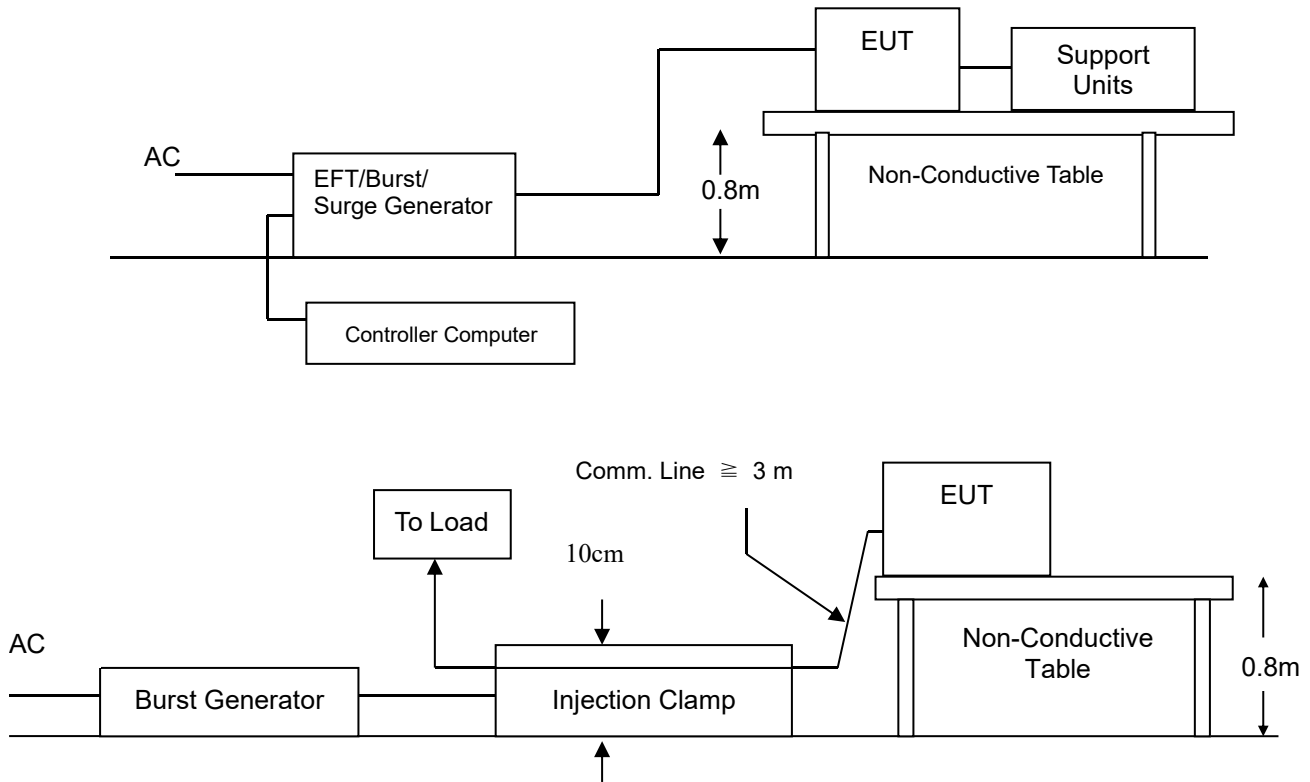 EUT
Support
Units
AC
EFT/Burst/
Surge Generator
0.8m
Non-Conductive Table
Controller Computer
Comm. Line ≧ 3 m
EUT
To Load
10cm
AC
Non-Conductive
Table
0.8m
Burst Generator
Injection Clamp